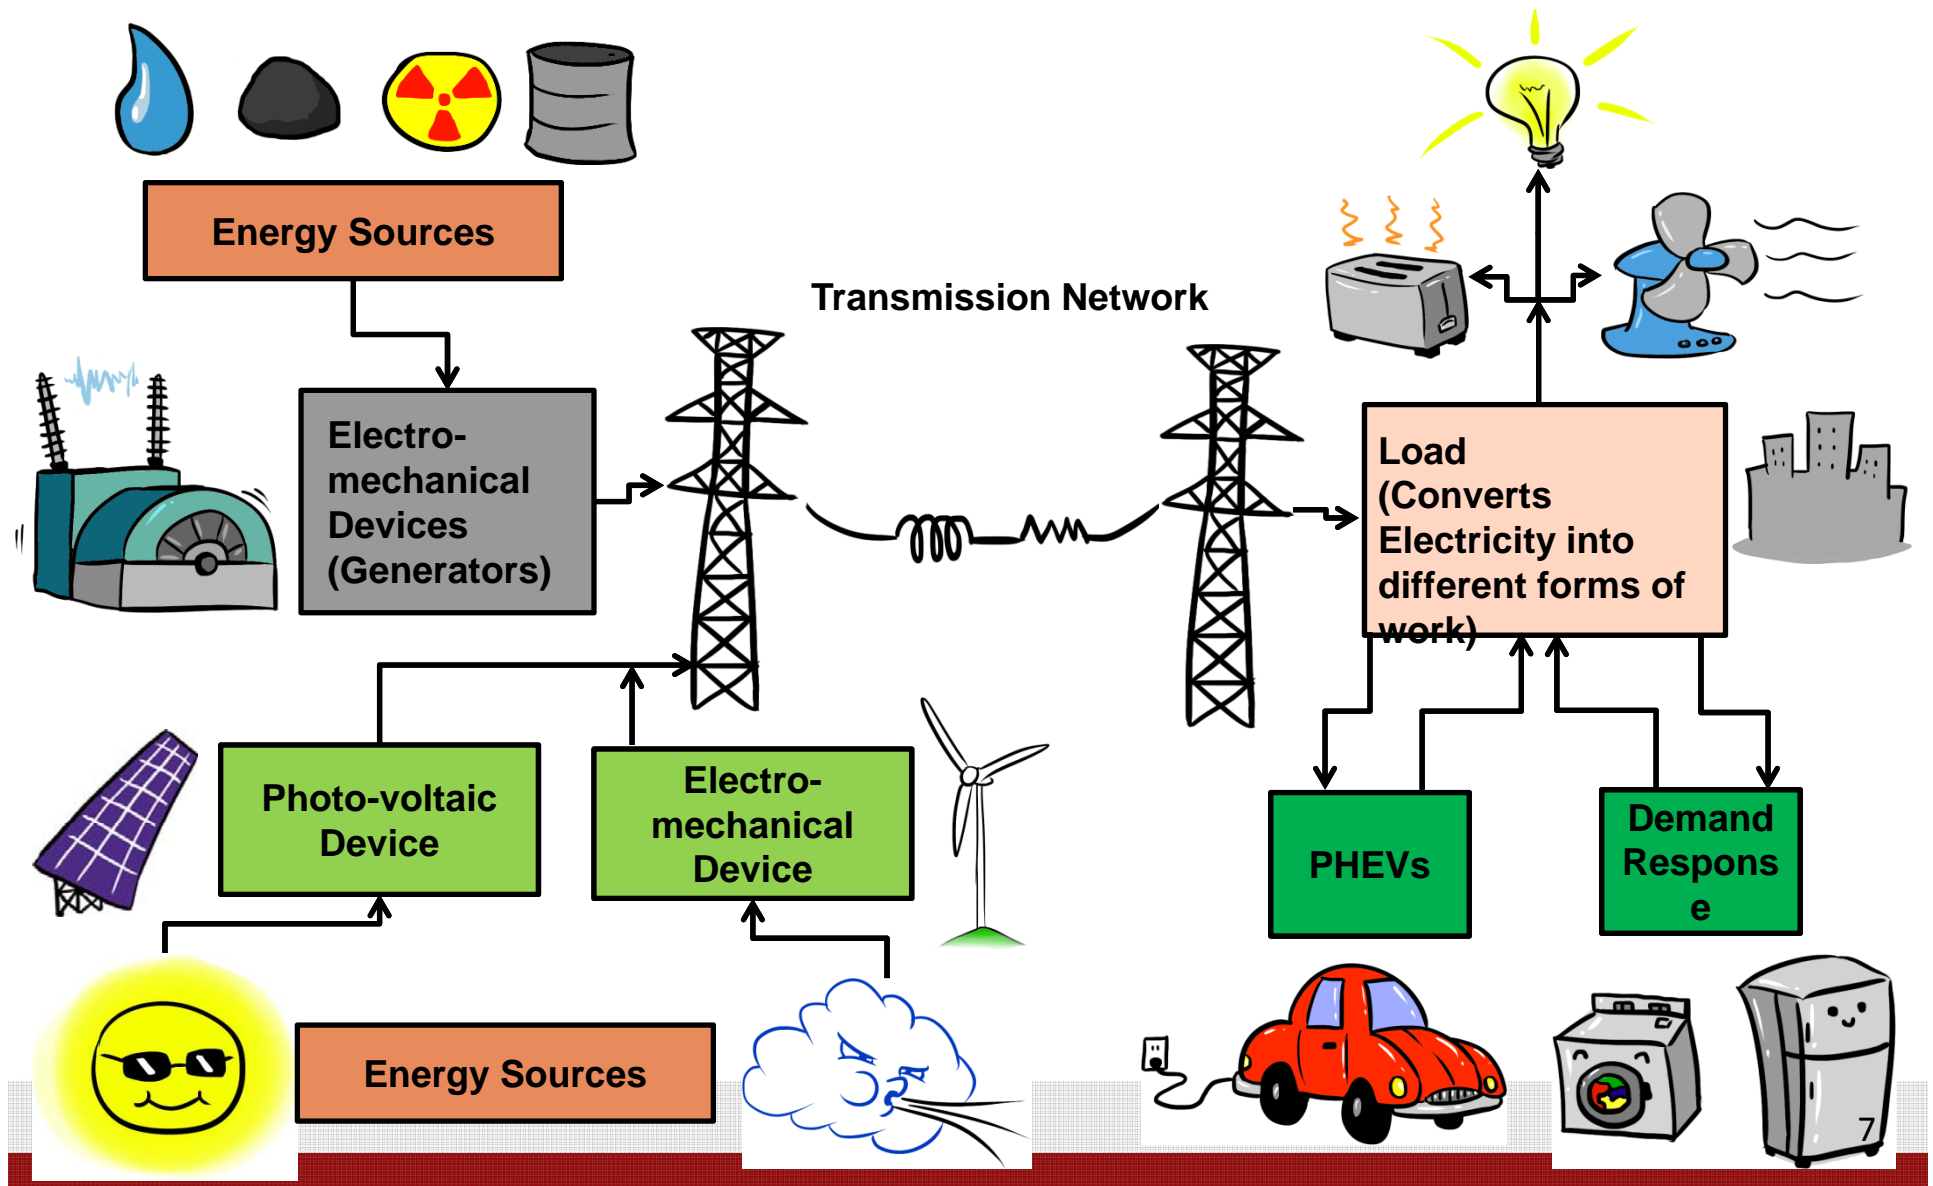 Energy Sources
Transmission Network
Electro-
mechanical
Devices
(Generators)
Load
(Converts
Electricity into
different forms of
work)
Photo-voltaic
Device
Electro-
mechanical
Device
PHEVs
Demand
Respons
e
Energy Sources
7